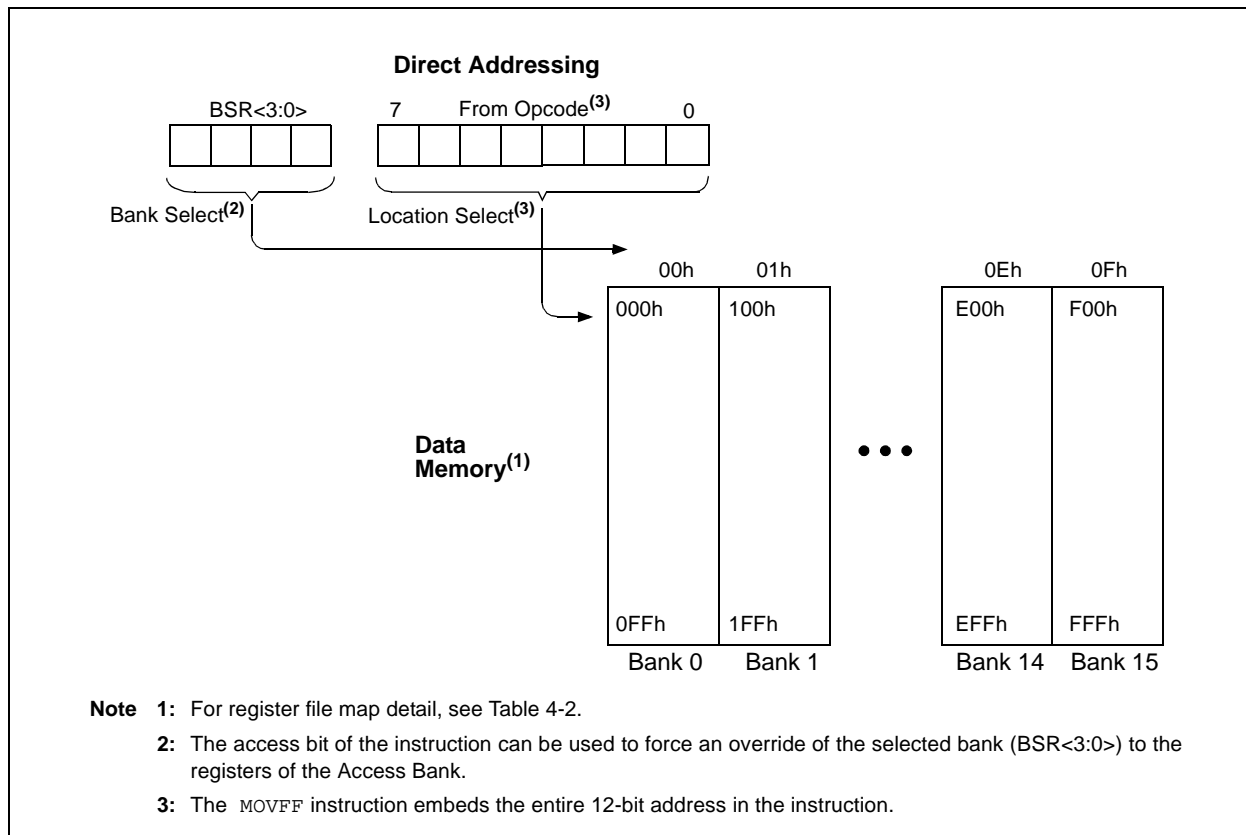 Direct Addressing
BSR<3:0> 7 From Opcode(3) 0
Bank Select(2) Location Select(3)
00h 01h 0Eh 0Fh
000h 100h E00h F00h
Data
Memory(1)
0FFh 1FFh EFFh FFFh
Bank 0 Bank 1 Bank 14 Bank 15
Note 1: For register file map detail, see Table 4-2.
2: The access bit of the instruction can be used to force an override of the selected bank (BSR<3:0>) to the
registers of the Access Bank.
3: The MOVFF instruction embeds the entire 12-bit address in the instruction.